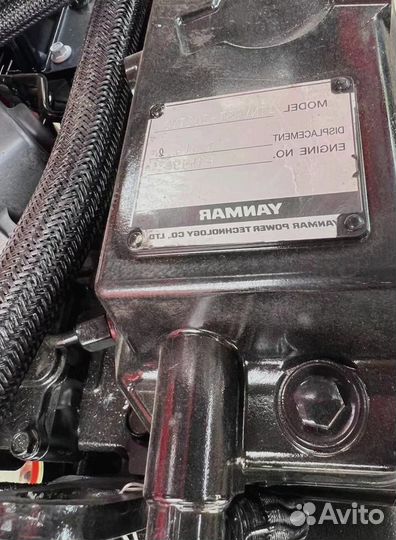 MODEL
DISPLACEMENT
ENGINE NO.
YANMAR
YANMAR POWER TECHNOLOGY CO., LTD.
Avito